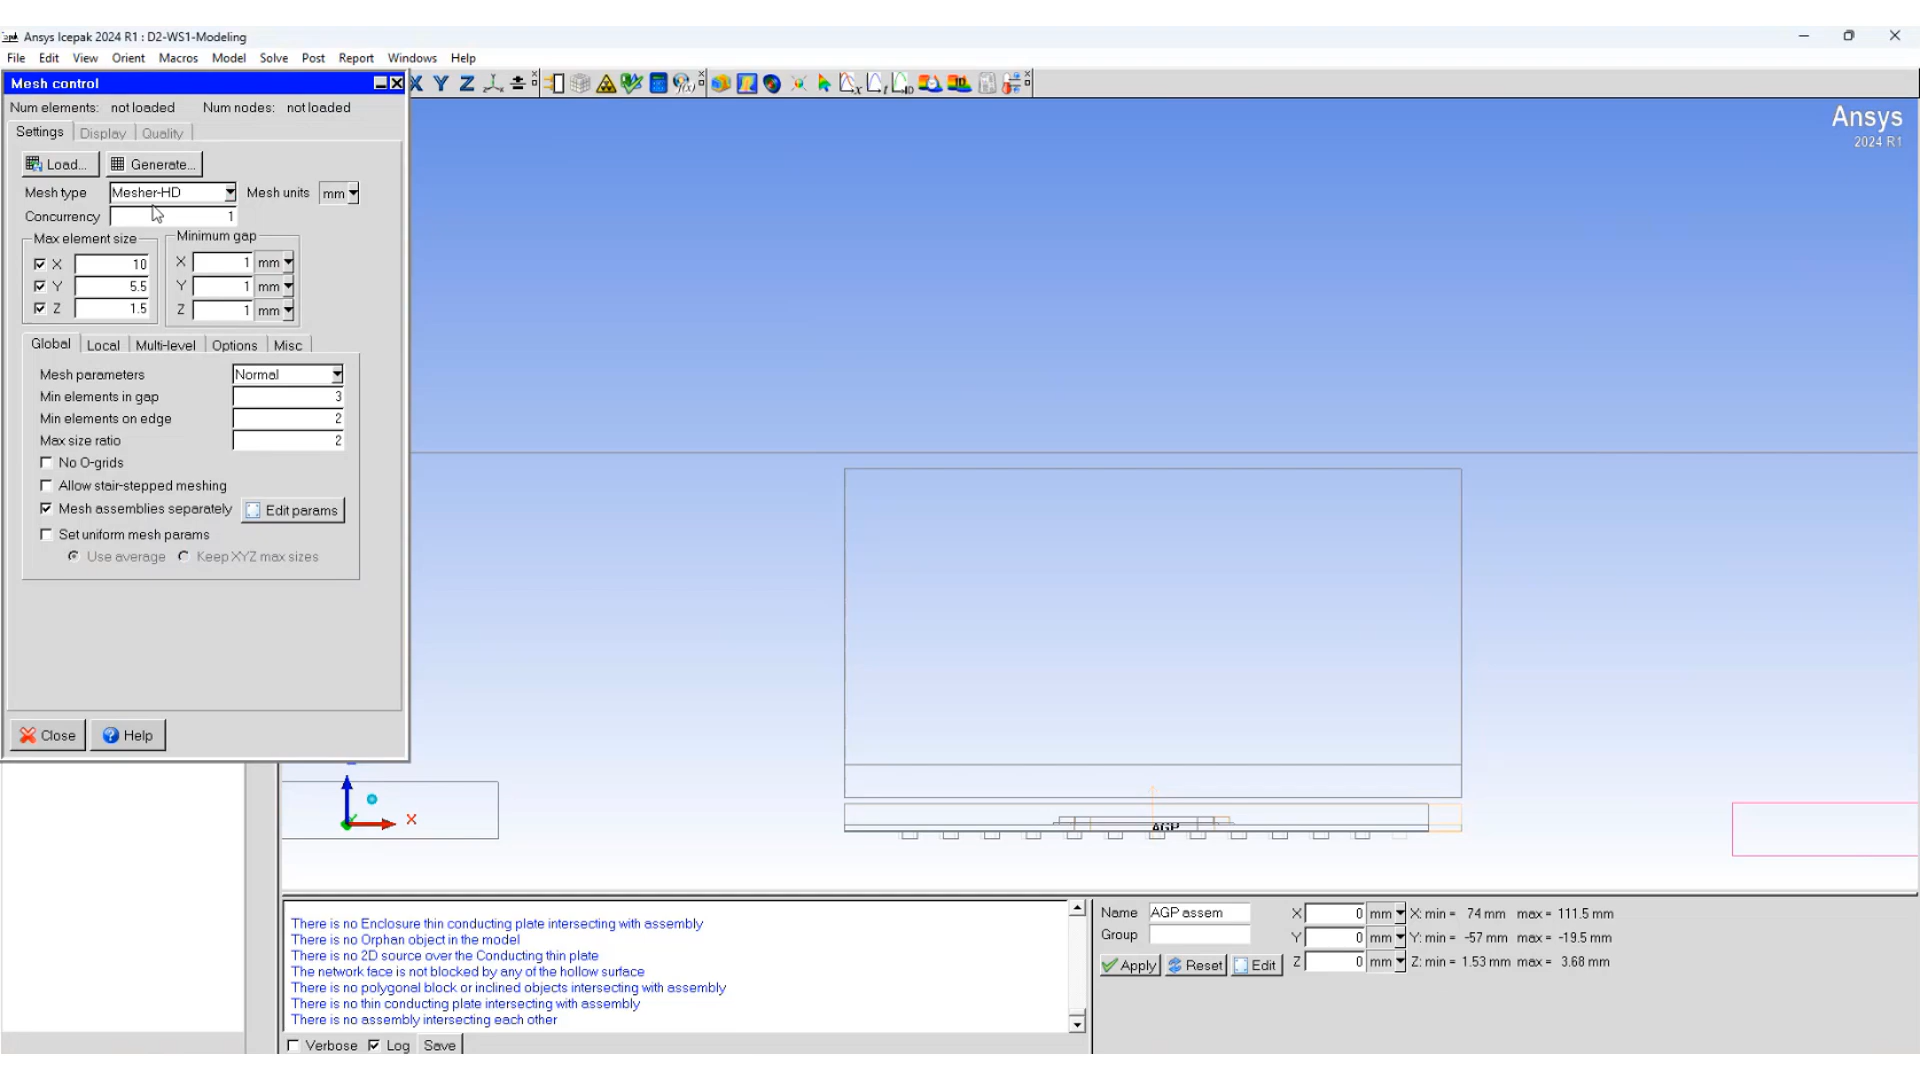 Ansys Icepak 2024 R1 : D2-WS1-Modeling
File Edit View Orient Macros Model Solve Post Report Windows Help
Mesh control
X Y Z
Num elements: not loaded Num nodes: not loaded
Ansys
2024 R1
Settings Display Quality
Load... Generate...
Mesh type Mesher-HD Mesh units mm
Concurrency 1
Max element size Minimum gap
X 10 X 1 mm
Y 5.5 Y 1 mm
Z 1.5 Z 1 mm
Global Local Multi-level Options Misc
Mesh parameters Normal
Min elements in gap 3
Min elements on edge 2
Max size ratio 2
No O-grids
Allow stair-stepped meshing
Mesh assemblies separately Edit params
Set uniform mesh params
Use average Keep XYZ max sizes
Close Help
X
AGP
There is no Enclosure thin conducting plate intersecting with assembly
There is no Orphan object in the model
There is no 2D source over the Conducting thin plate
The network face is not blocked by any of the hollow surface
There is no polygonal block or inclined objects intersecting with assembly
There is no thin conducting plate intersecting with assembly
There is no assembly intersecting each other
Verbose Log Save
Name AGP assem X 0 mm X: min = 74 mm max = 111.5 mm
Group Y 0 mm Y: min = -57 mm max = -19.5 mm
Apply Reset Edit Z 0 mm Z: min = 1.53 mm max = 3.68 mm